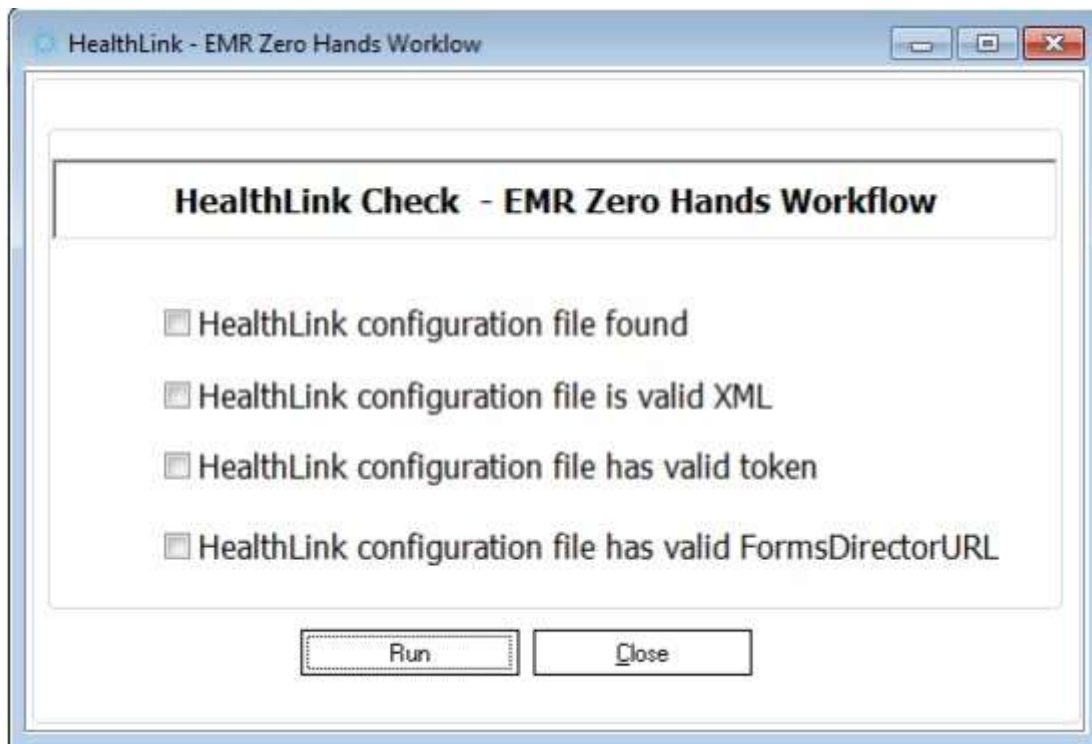 HealthLink - EMR Zero Hands Worklow
HealthLink Check - EMR Zero Hands Workflow
HealthLink configuration file found
HealthLink configuration file is valid XML
HealthLink configuration file has valid token
HealthLink configuration file has valid FormsDirectorURL
Run Close